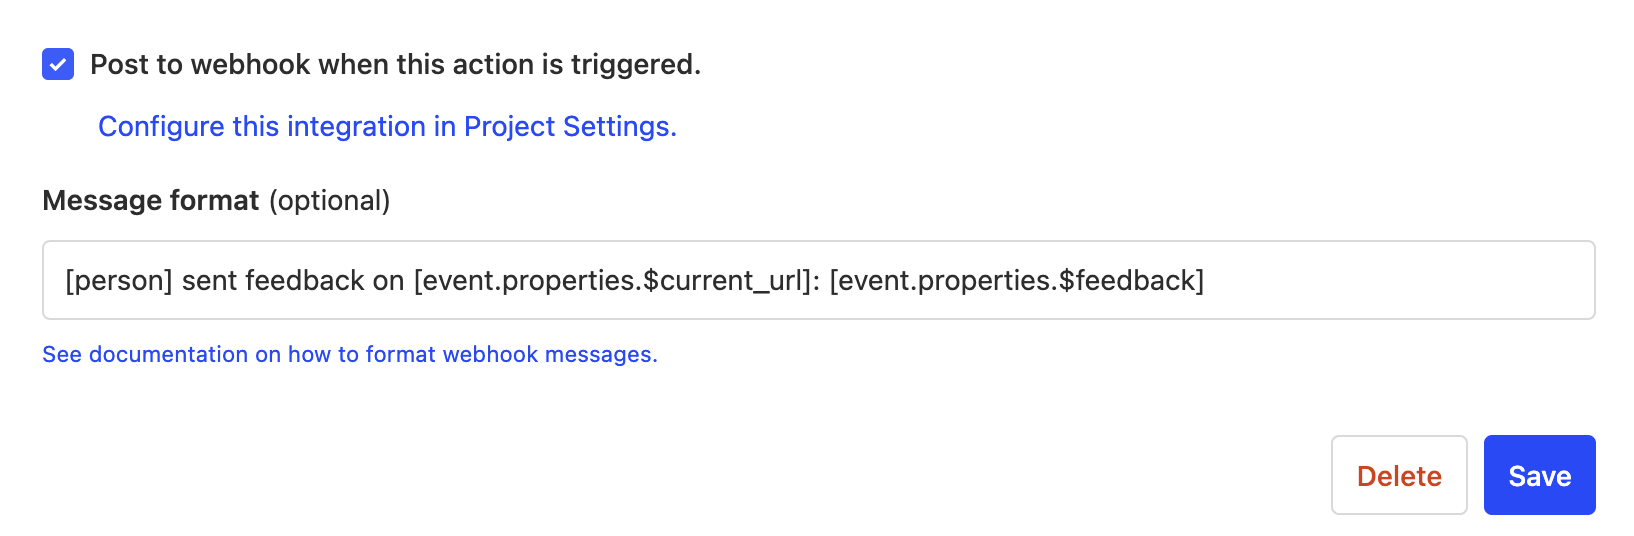 Post to webhook when this action is triggered.
Configure this integration in Project Settings.
Message format (optional)
[person] sent feedback on [event.properties.$current_url]: [event.properties.$feedback]
See documentation on how to format webhook messages.
Delete Save